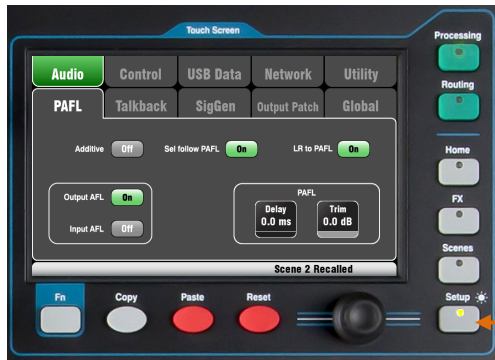 Touch Screen
Processing
Audio Control USB Data Network Utility
Routing
PAFL Talkback SigGen Output Patch Global
Additive Off Sel follow PAFL On LR to PAFL On
Home
Output AFL On
PAFL
FX
Delay Trim
0.0 ms 0.0 dB
Input AFL Off
Scenes
Scene 2 Recalled
Fn Copy Paste Reset Setup